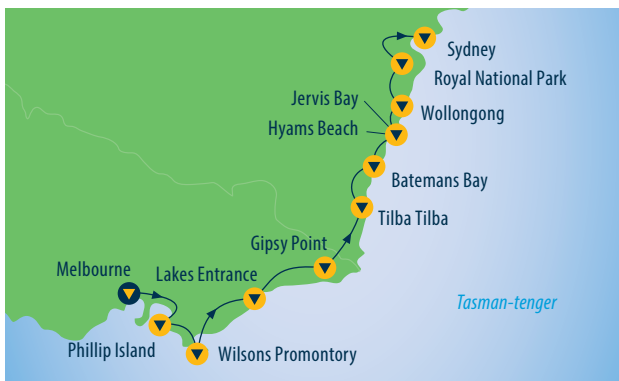 Sydney
Royal National Park
Jervis Bay
Wollongong
Hyams Beach
Batemans Bay
Tilba Tilba
Gipsy Point
Melbourne
Lakes Entrance
Tasman-tenger
Phillip Island
Wilsons Promontory